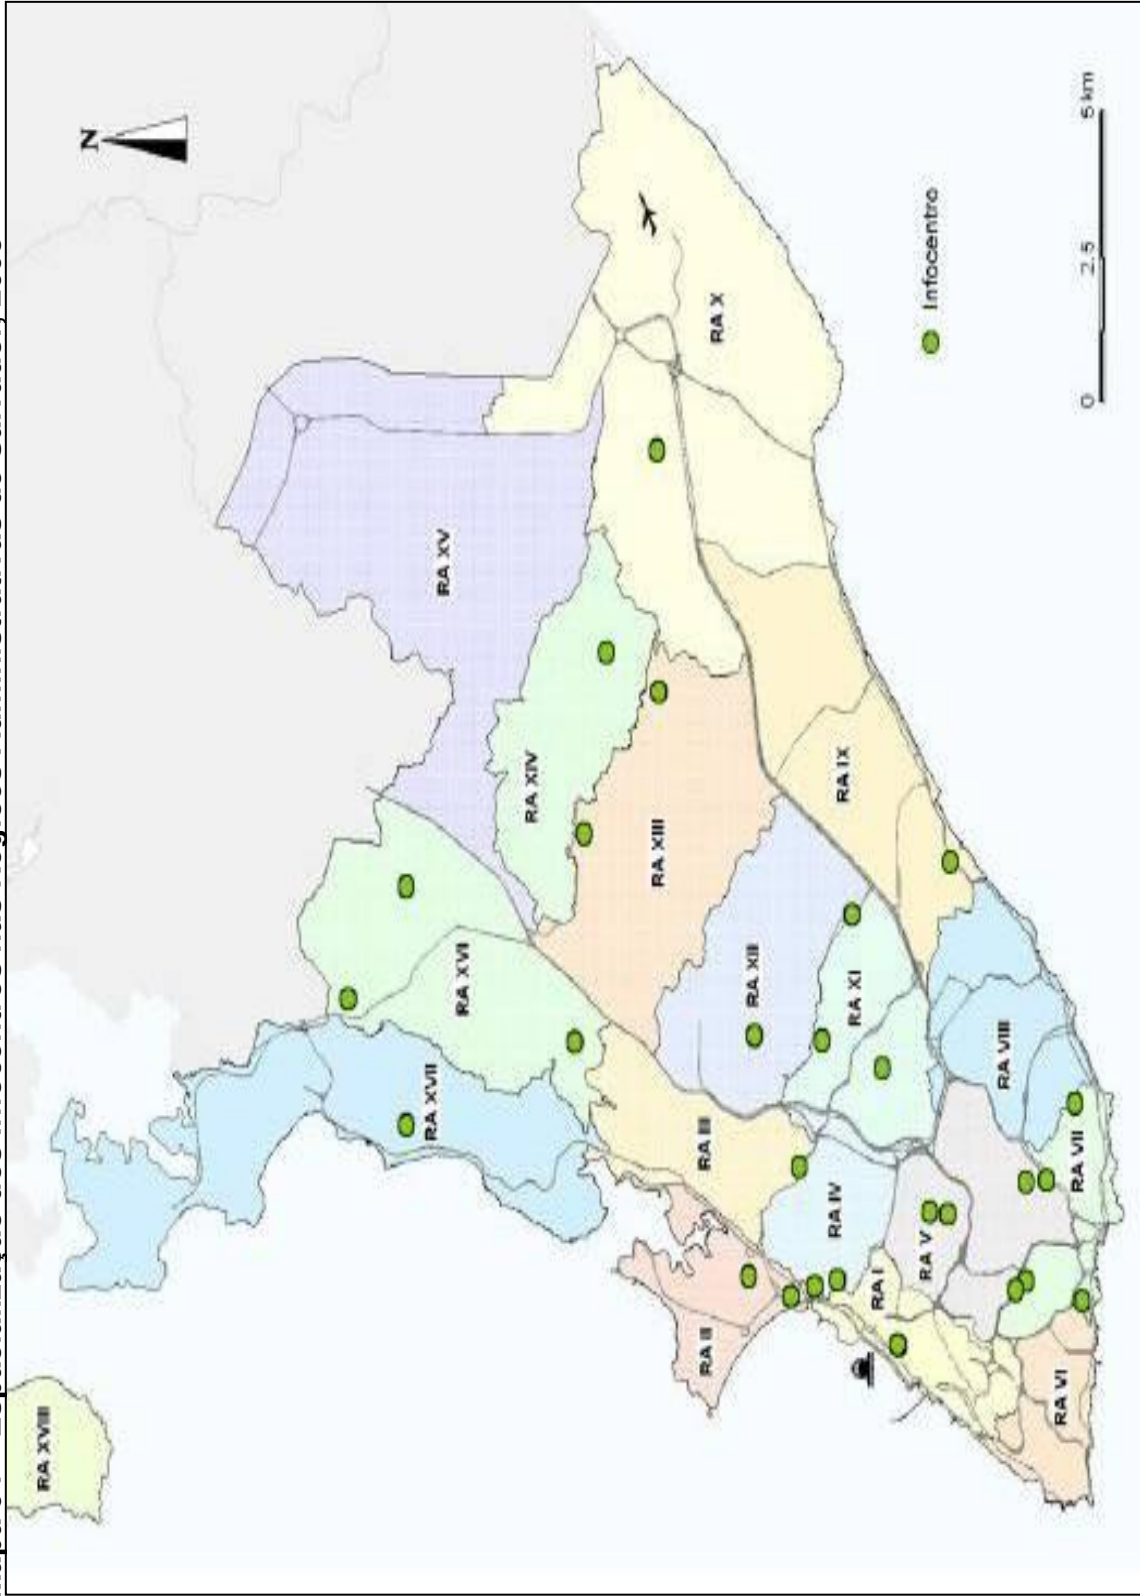 N
RA XVIII
RA XVII
RA XVI
RA XV
RA XIV
RA XIII
RA XII
RA XI
RA X
RA IX
RA VIII
RA VII
RA VI
RA V
RA IV
RA III
RA II
RA I
Infocentro
0 2.5 5 km